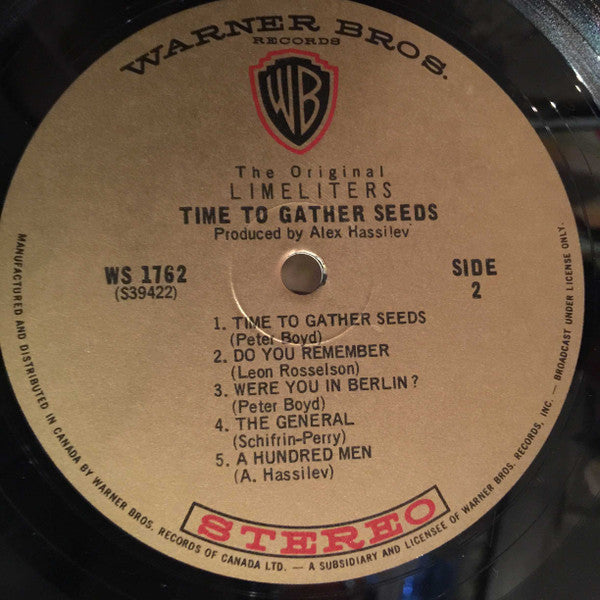 WARNER BROS.
RECORDS
WB
The Original
LIMELITERS
TIME TO GATHER SEEDS
Produced by Alex Hassilev
WS 1762
(S39422)
SIDE
2
1. TIME TO GATHER SEEDS
(Peter Boyd)
2. DO YOU REMEMBER
(Leon Rosselson)
3. WERE YOU IN BERLIN?
(Peter Boyd)
4. THE GENERAL
(Schifrin-Perry)
5. A HUNDRED MEN
(A. Hassilev)
STEREO
MANUFACTURED AND DISTRIBUTED IN CANADA BY WARNER BROS. RECORDS OF CANADA LTD. — A SUBSIDIARY AND LICENSEE OF WARNER BROS. RECORDS, INC. — BROADCAST UNDER LICENSE ONLY.